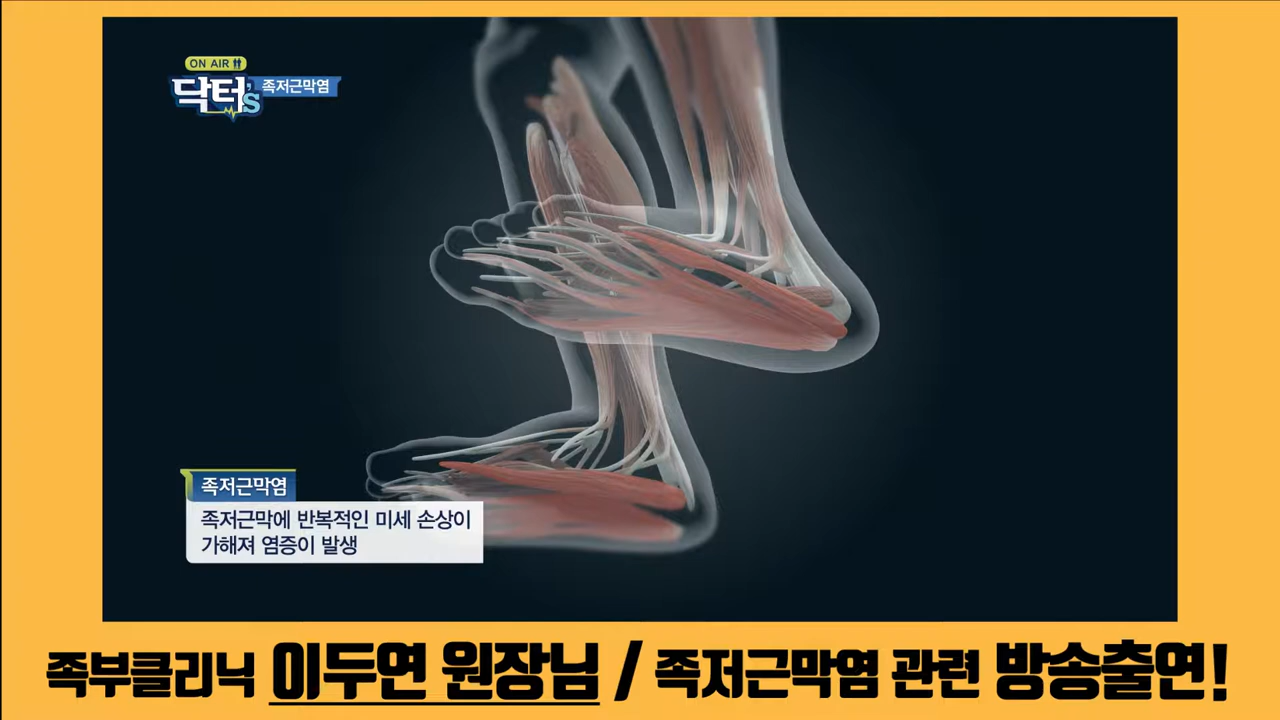 ON AIR
닥터's 족저근막염
족저근막염
족저근막에 반복적인 미세 손상이
가해져 염증이 발생
족부클리닉 이두연 원장님 / 족저근막염 관련 방송출연!